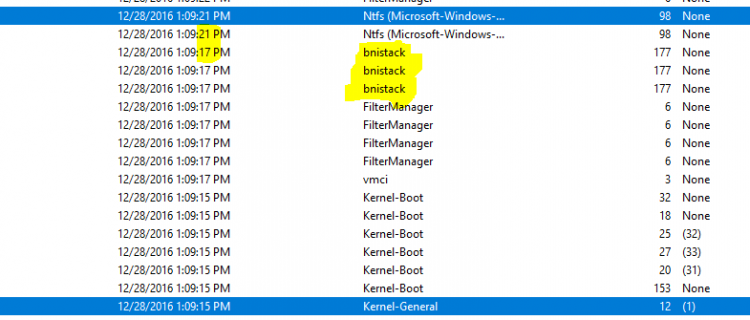 12/28/2016 1:09:22 PM FilterManager 6 None
12/28/2016 1:09:21 PM Ntfs (Microsoft-Windows-... 98 None
12/28/2016 1:09:21 PM Ntfs (Microsoft-Windows-... 98 None
12/28/2016 1:09:17 PM bnistack 177 None
12/28/2016 1:09:17 PM bnistack 177 None
12/28/2016 1:09:17 PM bnistack 177 None
12/28/2016 1:09:17 PM FilterManager 6 None
12/28/2016 1:09:17 PM FilterManager 6 None
12/28/2016 1:09:17 PM FilterManager 6 None
12/28/2016 1:09:17 PM FilterManager 6 None
12/28/2016 1:09:17 PM vmci 3 None
12/28/2016 1:09:15 PM Kernel-Boot 32 None
12/28/2016 1:09:15 PM Kernel-Boot 18 None
12/28/2016 1:09:15 PM Kernel-Boot 25 (32)
12/28/2016 1:09:15 PM Kernel-Boot 27 (33)
12/28/2016 1:09:15 PM Kernel-Boot 20 (31)
12/28/2016 1:09:15 PM Kernel-Boot 153 None
12/28/2016 1:09:15 PM Kernel-General 12 (1)